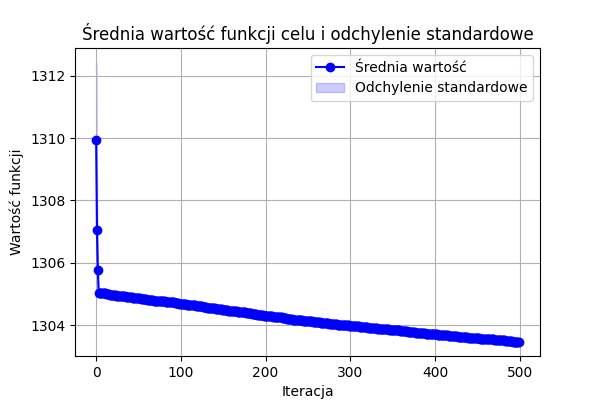 Średnia wartość funkcji celu i odchylenie standardowe
Średnia wartość
Odchylenie standardowe
Wartość funkcji
1312
1310
1308
1306
1304
0
100
200
300
400
500
Iteracja